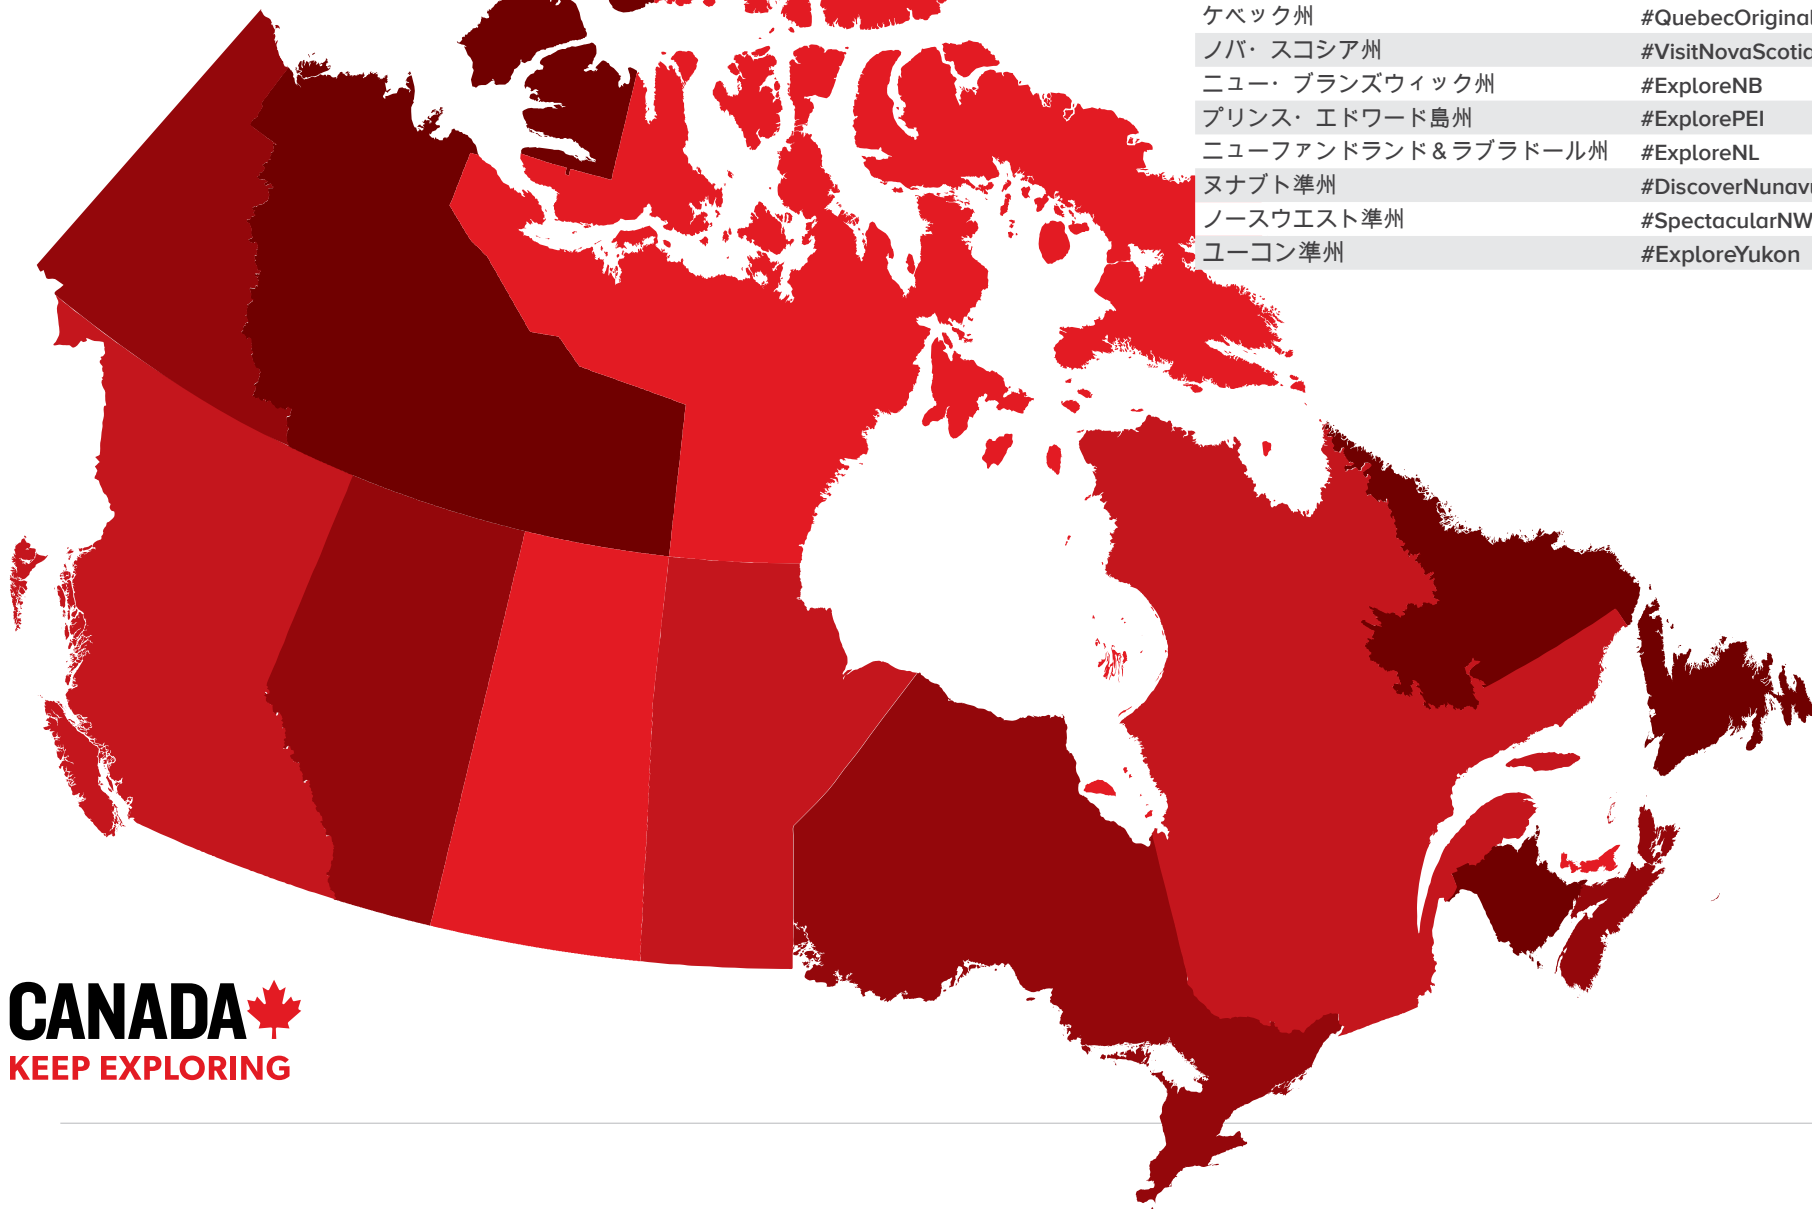 ケベック州 #QuebecOriginal
ノバ・スコシア州 #VisitNovaScotia
ニュー・ブランズウィック州 #ExploreNB
プリンス・エドワード島州 #ExplorePEI
ニューファンドランド＆ラブラドール州 #ExploreNL
ヌナブト準州 #DiscoverNunavu
ノースウエスト準州 #SpectacularNW
ユーコン準州 #ExploreYukon
CANADA
KEEP EXPLORING